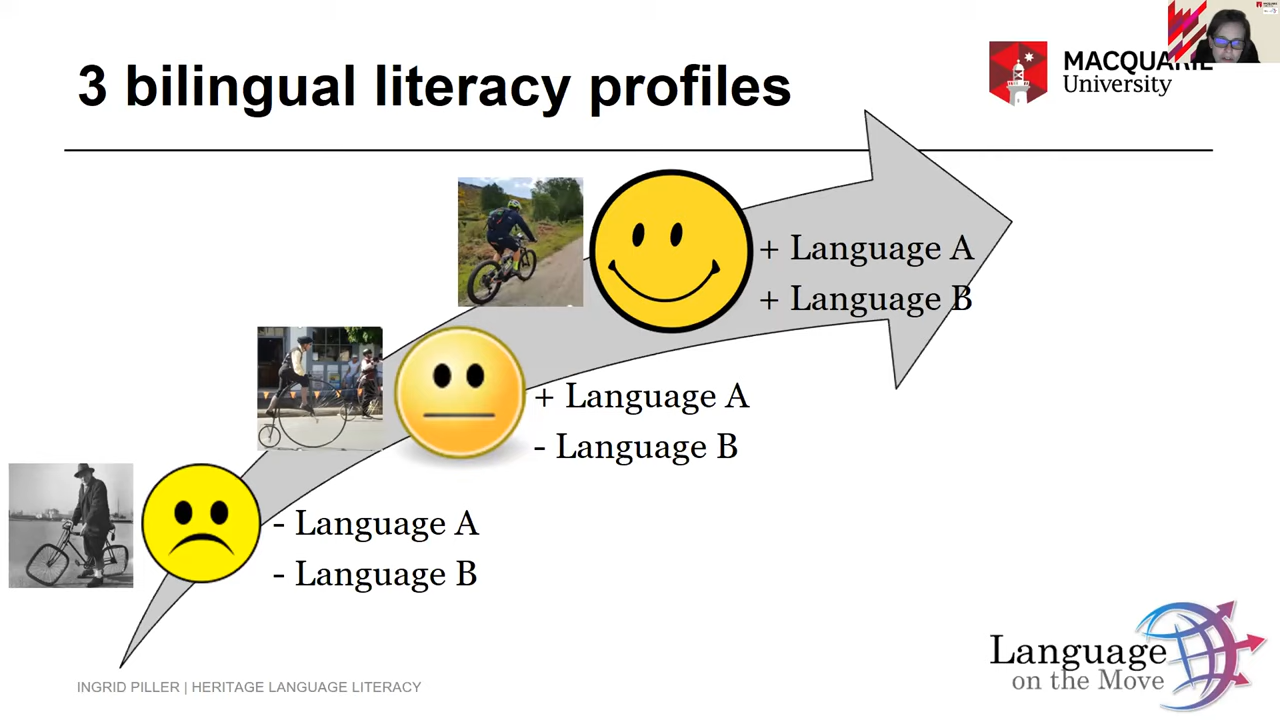 3 bilingual literacy profiles
MACQUARIE
University
+ Language A
+ Language B
+ Language A
- Language B
- Language A
- Language B
INGRID PILLER | HERITAGE LANGUAGE LITERACY
Language
on the Move